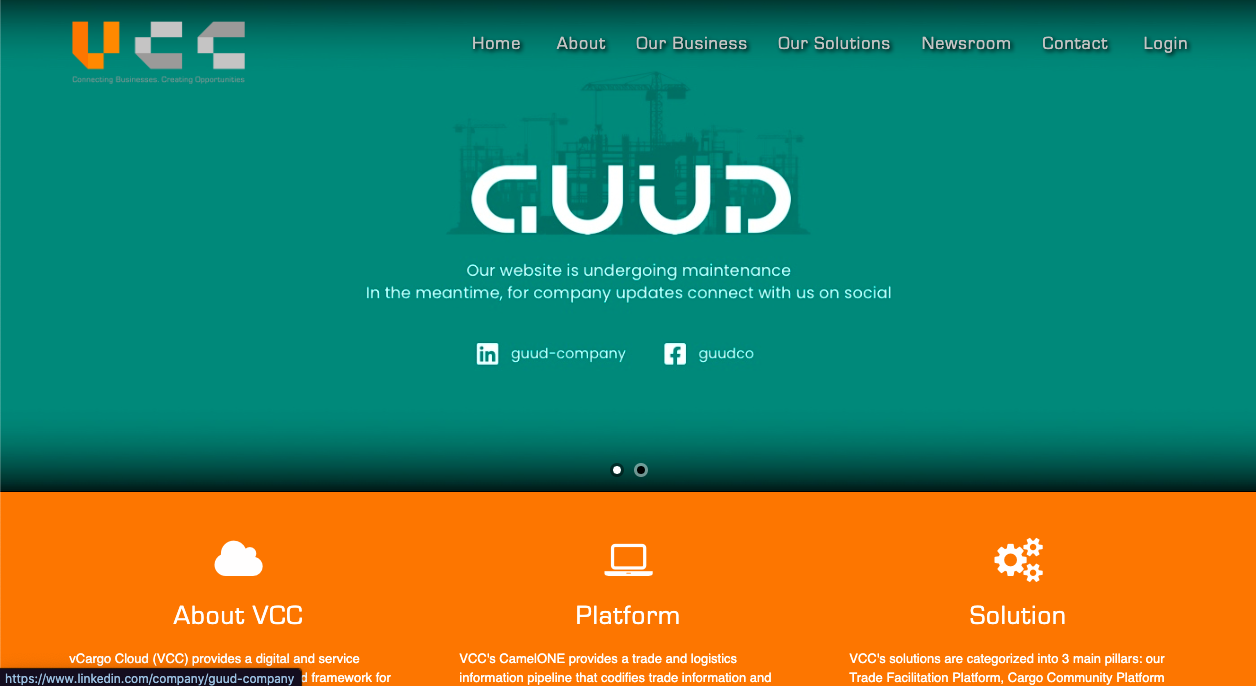 VCC
Connecting Businesses. Creating Opportunities
Home About Our Business Our Solutions Newsroom Contact Login
GUUD
Our website is undergoing maintenance
In the meantime, for company updates connect with us on social
in guud-company f guudco
About VCC
vCargo Cloud (VCC) provides a digital and service
d framework for
Platform
VCC's CamelONE provides a trade and logistics
information pipeline that codifies trade information and
Solution
VCC's solutions are categorized into 3 main pillars: our
Trade Facilitation Platform, Cargo Community Platform
https://www.linkedin.com/company/guud-company